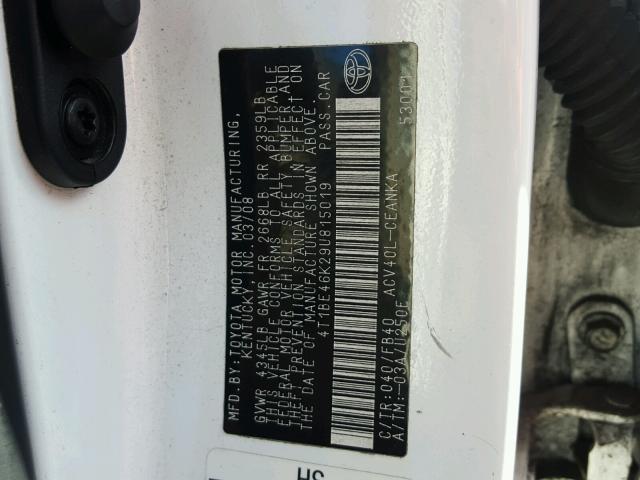 MFD.BY:TOYOTA MOTOR MANUFACTURING,
KENTUCKY, INC. 03/08
GVWR 4345LB GAWR FR 2668LB RR 2359LB
THIS VEHICLE CONFORMS TO ALL APPLICABLE
FEDERAL MOTOR VEHICLE SAFETY, BUMPER, AND
THEFT PREVENTION STANDARDS IN EFFECT ON
THE DATE OF MANUFACTURE SHOWN ABOVE.
4T1BE46K29U815019 PASS.CAR
C/TR:040/FB40 ACV40L-CEANKA
A/TM:-03A/U250E 53001
SH